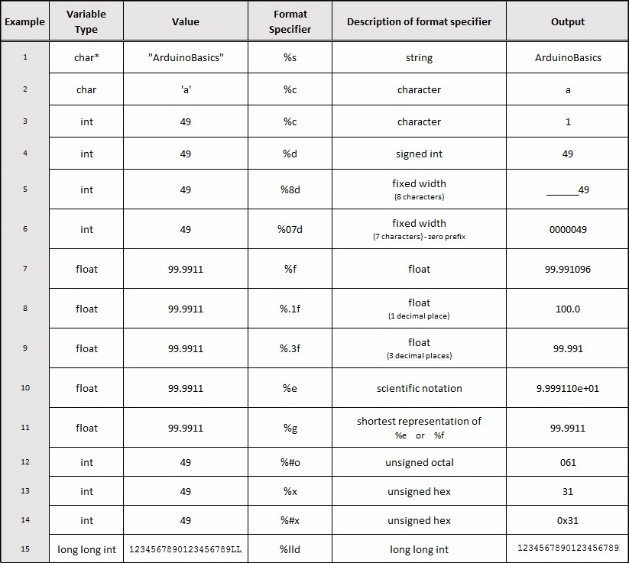 Example Variable Type Value Format Specifier Description of format specifier Output
1 char* "ArduinoBasics" %s string ArduinoBasics
2 char 'a' %c character a
3 int 49 %c character 1
4 int 49 %d signed int 49
5 int 49 %8d fixed width (8 characters) ______49
6 int 49 %07d fixed width (7 characters) - zero prefix 0000049
7 float 99.9911 %f float 99.991096
8 float 99.9911 %.1f float (1 decimal place) 100.0
9 float 99.9911 %.3f float (3 decimal places) 99.991
10 float 99.9911 %e scientific notation 9.999110e+01
11 float 99.9911 %g shortest representation of %e or %f 99.9911
12 int 49 %#o unsigned octal 061
13 int 49 %x unsigned hex 31
14 int 49 %#x unsigned hex 0x31
15 long long int 1234567890123456789LL %lld long long int 1234567890123456789